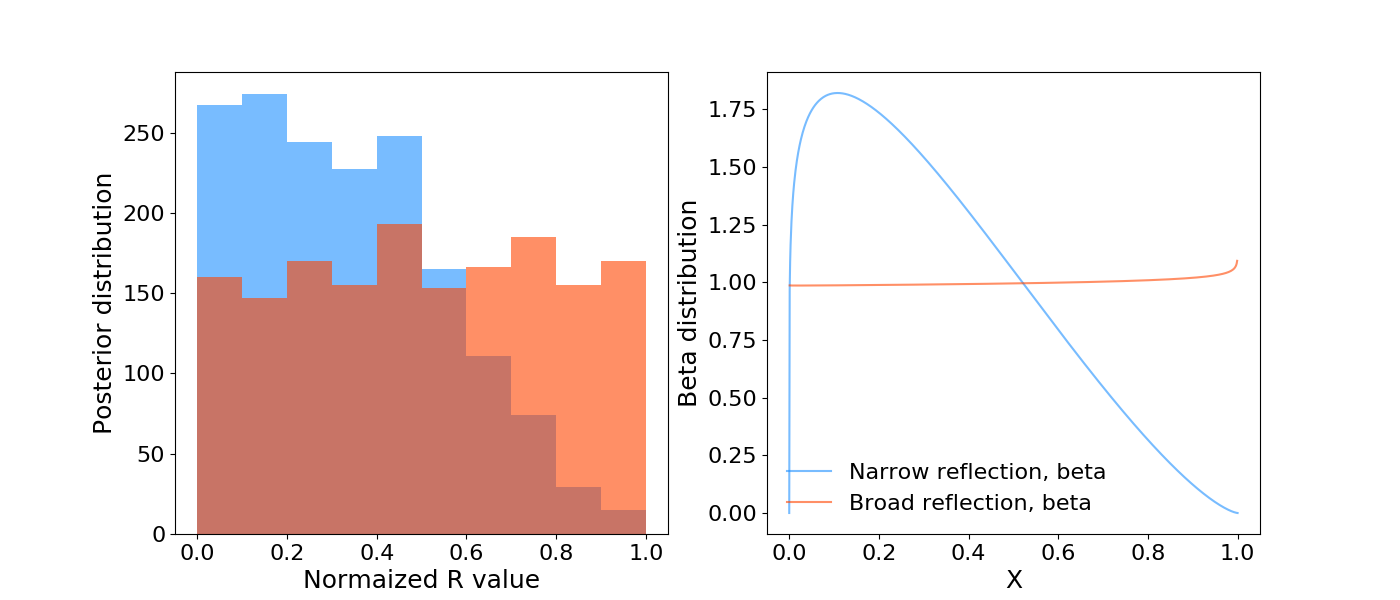 Posterior distribution
250
200
150
100
50
0
0.0 0.2 0.4 0.6 0.8 1.0
Normaized R value
Beta distribution
1.75
1.50
1.25
1.00
0.75
0.50
0.25
0.00
Narrow reflection, beta
Broad reflection, beta
0.0 0.2 0.4 0.6 0.8 1.0
X